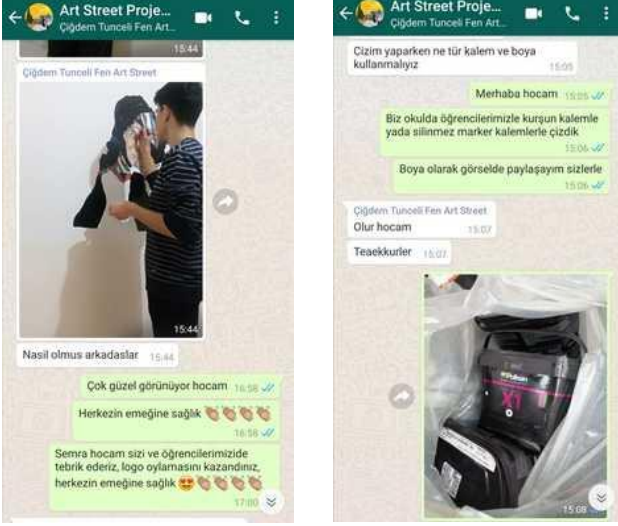 Art Street Proje...
Çiğdem Tunceli Fen Art...
15:44
Çiğdem Tunceli Fen Art Street
15:44
Nasil olmus arkadaslar 15:44
Çok güzel görünüyor hocam 16:58
Herkezin emeğine sağlık 👏🏽👏🏽👏🏽👏🏽
16:58
Semra hocam sizi ve öğrencilerimizide
tebrik ederiz, logo oylamasını kazandınız,
herkezin emeğine sağlık 😍👏🏽👏🏽👏🏽👏🏽
17:00
Art Street Proje...
Çiğdem Tunceli Fen Art...
Çizim yaparken ne tür kalem ve boya
kullanmalıyız 15:05
Merhaba hocam 15:05
Biz okulda öğrencilerimizle kurşun kalemle
yada silinmez marker kalemlerle çizdik
15:06
Boya olarak görselde paylaşayım sizlerle
15:06
Çiğdem Tunceli Fen Art Street
Olur hocam 15:07
Teaekkurler 15:07
X1
15:08